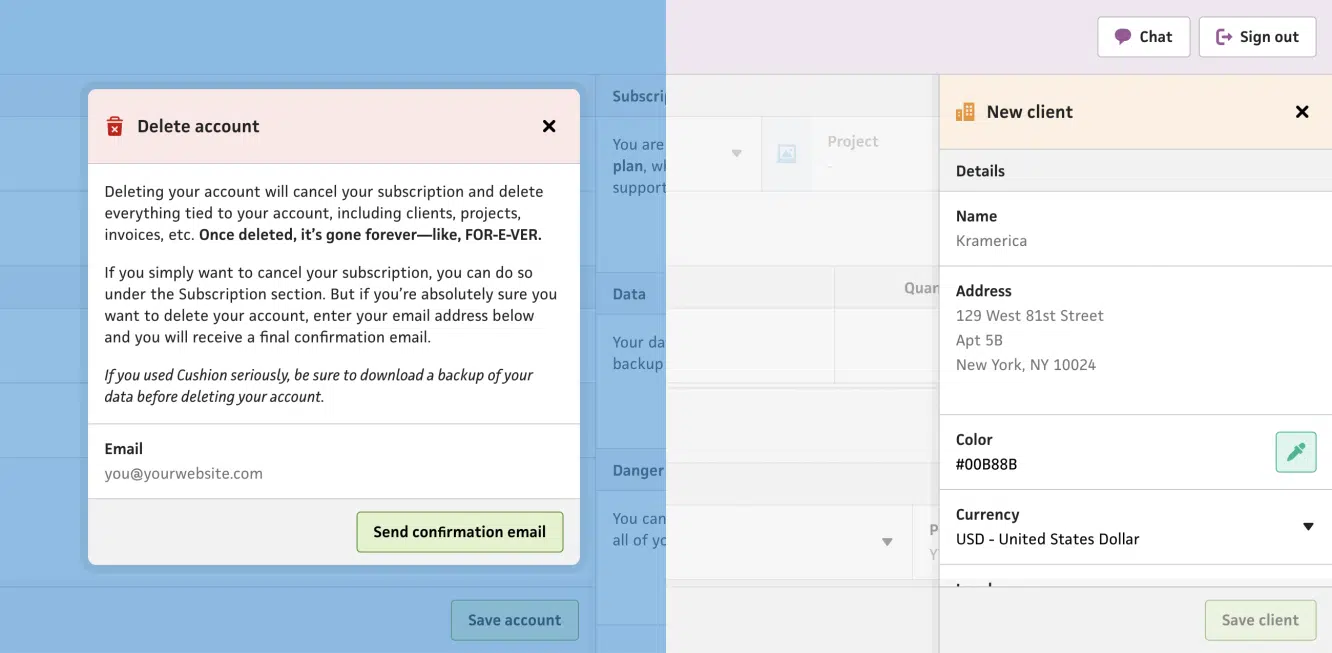 Chat
Sign out
Delete account
Deleting your account will cancel your subscription and delete
everything tied to your account, including clients, projects,
invoices, etc. Once deleted, it’s gone forever—like, FOR-E-VER.
If you simply want to cancel your subscription, you can do so
under the Subscription section. But if you’re absolutely sure you
want to delete your account, enter your email address below
and you will receive a final confirmation email.
If you used Cushion seriously, be sure to download a backup of your
data before deleting your account.
Email
you@yourwebsite.com
Send confirmation email
Save account
You are
plan,
support
Data
Your
backup
Danger
You can
all of
Project
-
New client
Details
Name
Kramerica
Address
129 West 81st Street
Apt 5B
New York, NY 10024
Color
#00B88B
Currency
USD - United States Dollar
Save client